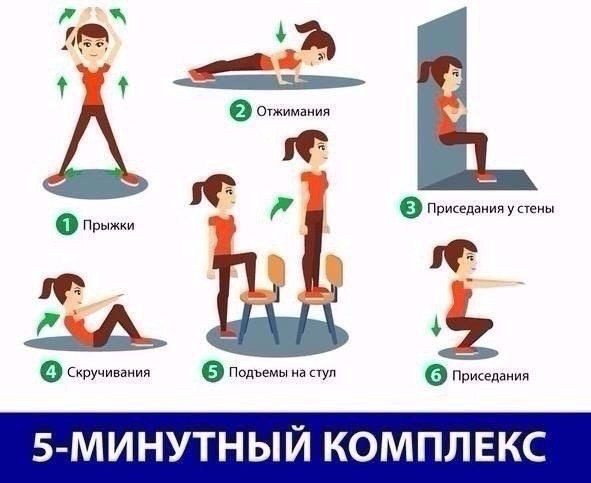 1 Прыжки
2 Отжимания
3 Приседания у стены
4 Скручивания
5 Подъемы на стул
6 Приседания
5-МИНУТНЫЙ КОМПЛЕКС